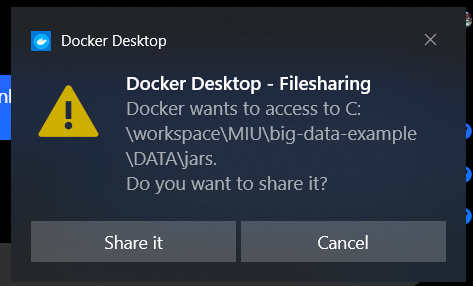 Docker Desktop
Docker Desktop - Filesharing
Docker wants to access to C:
\workspace\MIU\big-data-example
\DATA\jars.
Do you want to share it?
Share it
Cancel